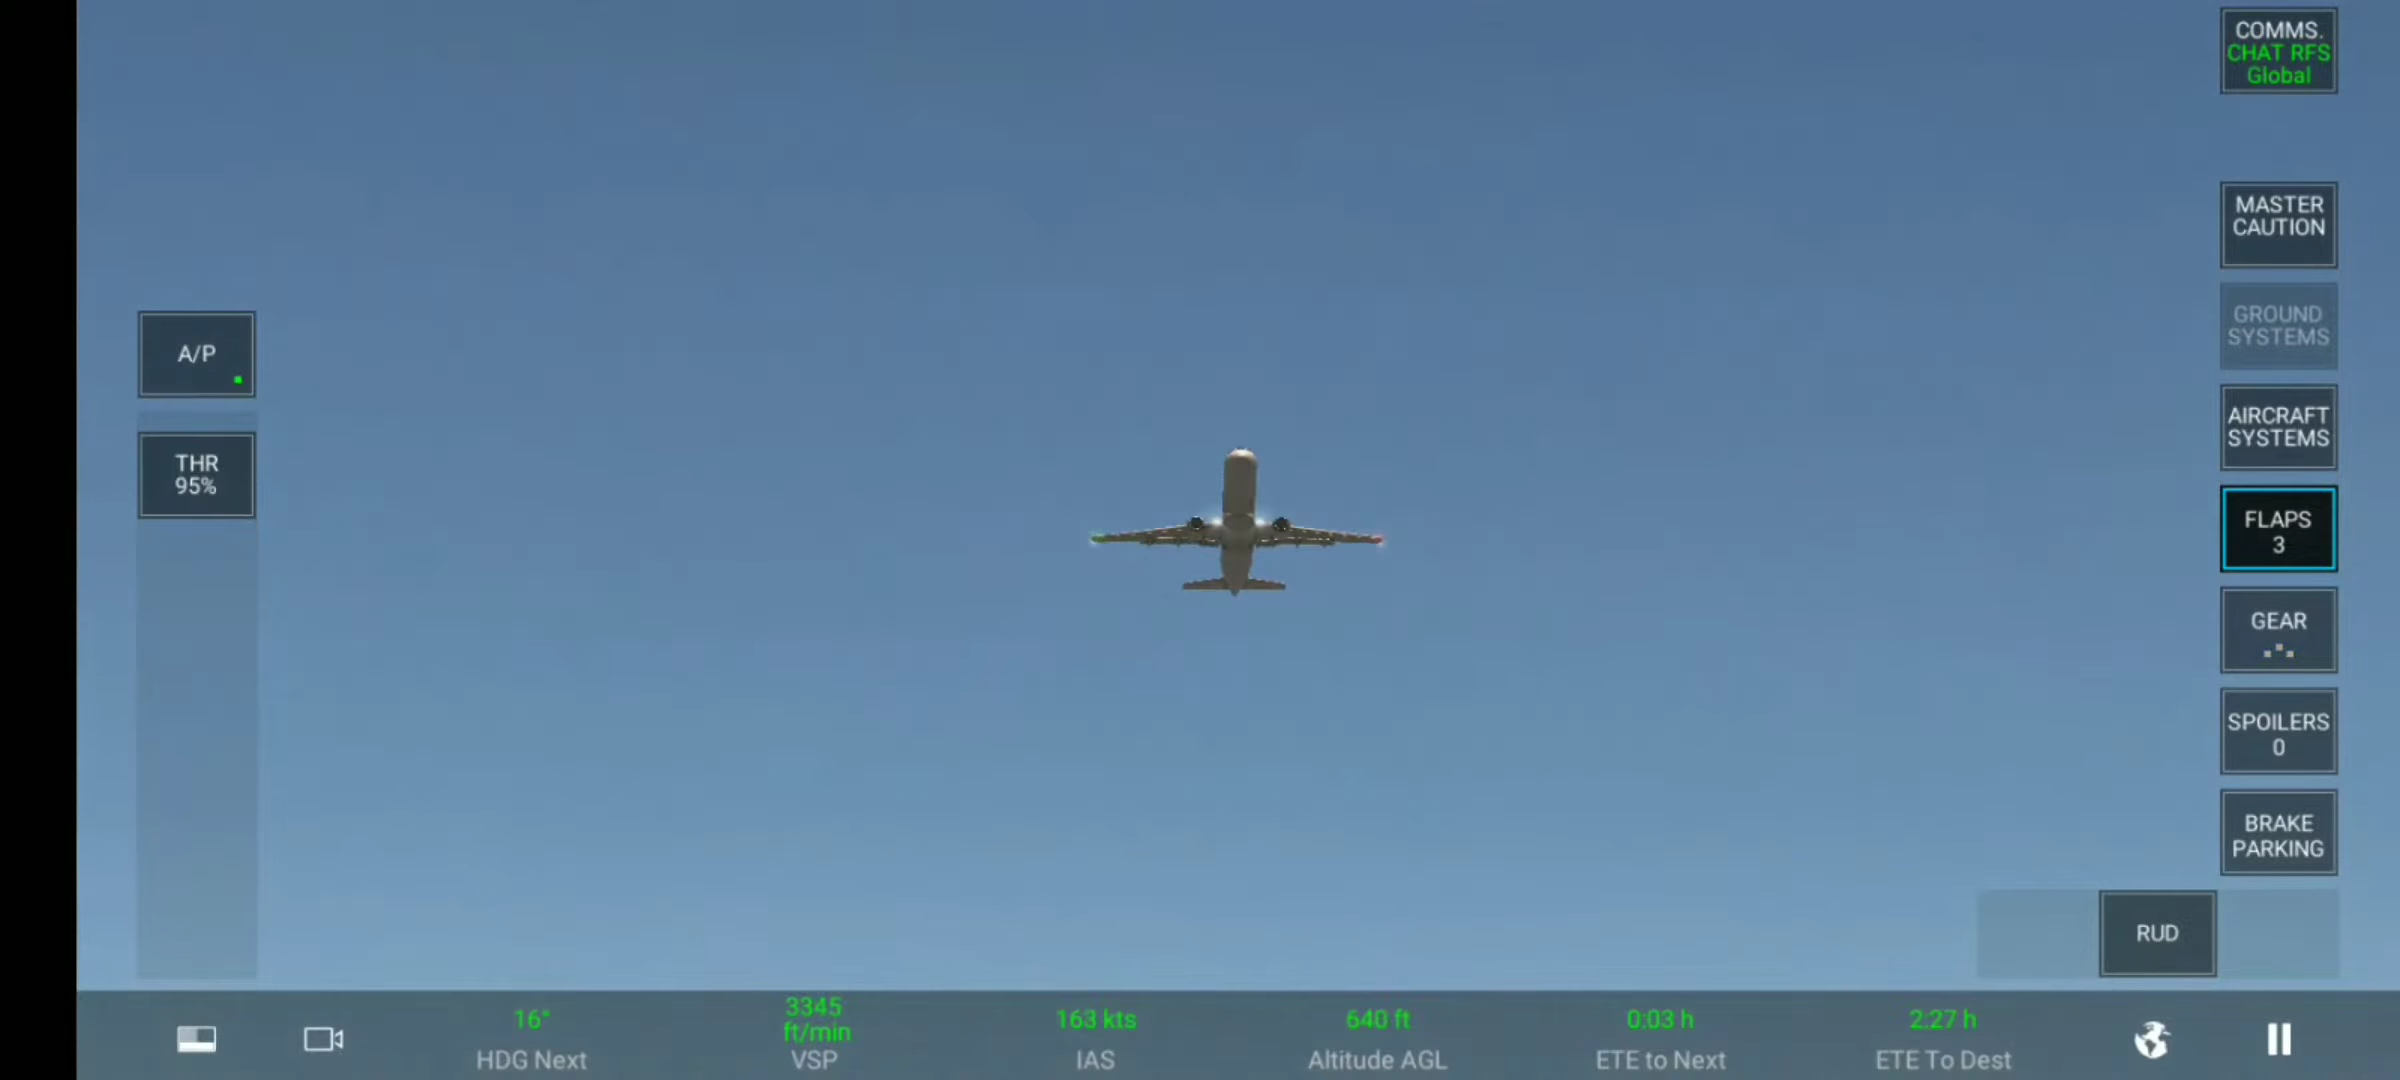 COMMS.
CHAT RFS
Global
MASTER
CAUTION
GROUND
SYSTEMS
A/P
AIRCRAFT
SYSTEMS
THR
95%
FLAPS
3
GEAR
SPOILERS
0
BRAKE
PARKING
RUD
16°
HDG Next
3345
ft/min
VSP
163 kts
IAS
640 ft
Altitude AGL
0:03 h
ETE to Next
2:27 h
ETE To Dest